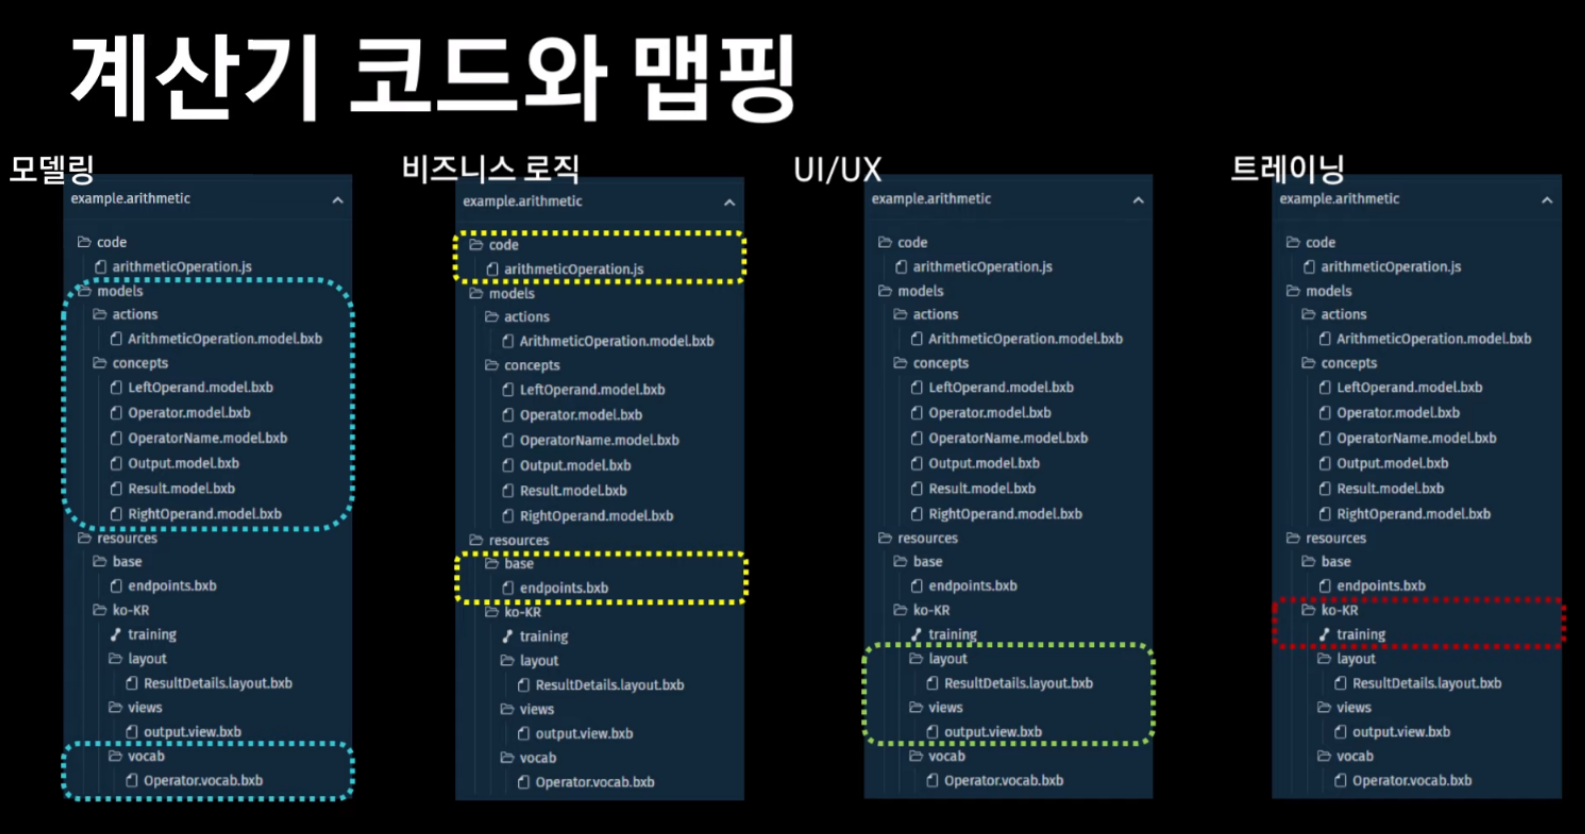 계산기 코드와 맵핑
모델링
example.arithmetic
code
arithmeticOperation.js
models
actions
ArithmeticOperation.model.bxb
concepts
LeftOperand.model.bxb
Operator.model.bxb
OperatorName.model.bxb
Output.model.bxb
Result.model.bxb
RightOperand.model.bxb
resources
base
endpoints.bxb
ko-KR
training
layout
ResultDetails.layout.bxb
views
output.view.bxb
vocab
Operator.vocab.bxb
비즈니스 로직
example.arithmetic
code
arithmeticOperation.js
models
actions
ArithmeticOperation.model.bxb
concepts
LeftOperand.model.bxb
Operator.model.bxb
OperatorName.model.bxb
Output.model.bxb
Result.model.bxb
RightOperand.model.bxb
resources
base
endpoints.bxb
ko-KR
training
layout
ResultDetails.layout.bxb
views
output.view.bxb
vocab
Operator.vocab.bxb
UI/UX
example.arithmetic
code
arithmeticOperation.js
models
actions
ArithmeticOperation.model.bxb
concepts
LeftOperand.model.bxb
Operator.model.bxb
OperatorName.model.bxb
Output.model.bxb
Result.model.bxb
RightOperand.model.bxb
resources
base
endpoints.bxb
ko-KR
training
layout
ResultDetails.layout.bxb
views
output.view.bxb
vocab
Operator.vocab.bxb
트레이닝
example.arithmetic
code
arithmeticOperation.js
models
actions
ArithmeticOperation.model.bxb
concepts
LeftOperand.model.bxb
Operator.model.bxb
OperatorName.model.bxb
Output.model.bxb
Result.model.bxb
RightOperand.model.bxb
resources
base
endpoints.bxb
ko-KR
training
layout
ResultDetails.layout.bxb
views
output.view.bxb
vocab
Operator.vocab.bxb